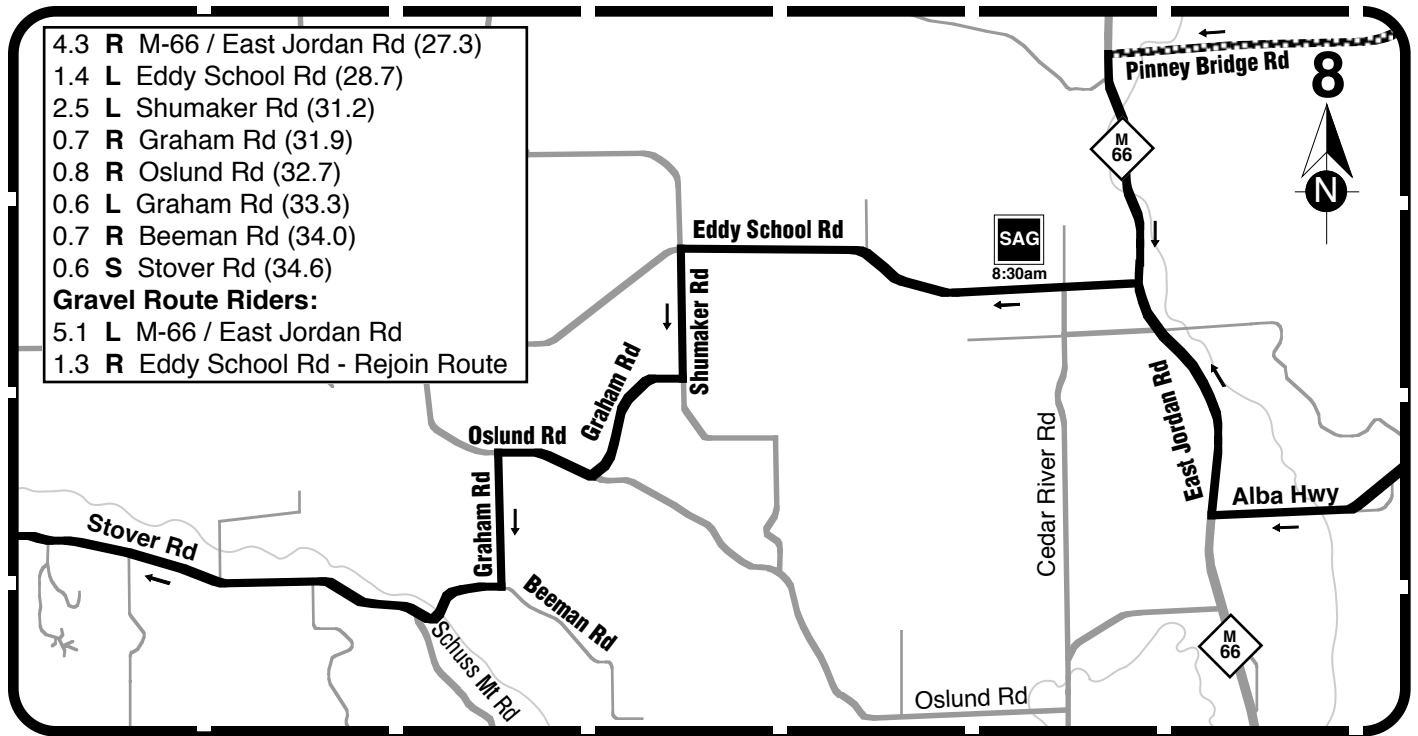 4.3 R M-66 / East Jordan Rd (27.3)
1.4 L Eddy School Rd (28.7)
2.5 L Shumaker Rd (31.2)
0.7 R Graham Rd (31.9)
0.8 R Oslund Rd (32.7)
0.6 L Graham Rd (33.3)
0.7 R Beeman Rd (34.0)
0.6 S Stover Rd (34.6)
Gravel Route Riders:
5.1 L M-66 / East Jordan Rd
1.3 R Eddy School Rd - Rejoin Route
Pinney Bridge Rd
8
M
66
N
Eddy School Rd
SAG
8:30am
Shumaker Rd
Graham Rd
Oslund Rd
East Jordan Rd
Cedar River Rd
Alba Hwy
Graham Rd
Stover Rd
Beeman Rd
Schuss Mt Rd
M
66
Oslund Rd